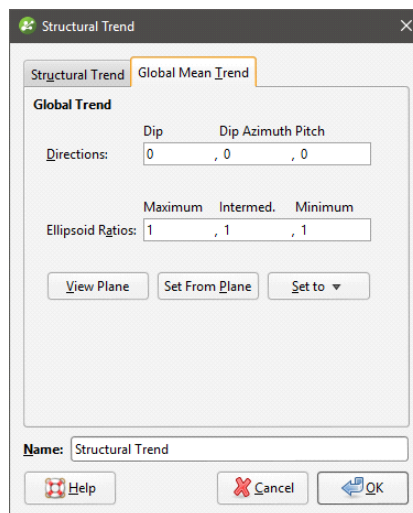 Structural Trend
Structural Trend Global Mean Trend
Global Trend
Dip Dip Azimuth Pitch
Directions: 0 , 0 , 0
Maximum Intermed. Minimum
Ellipsoid Ratios: 1 , 1 , 1
View Plane Set From Plane Set to
Name: Structural Trend
Help Cancel OK